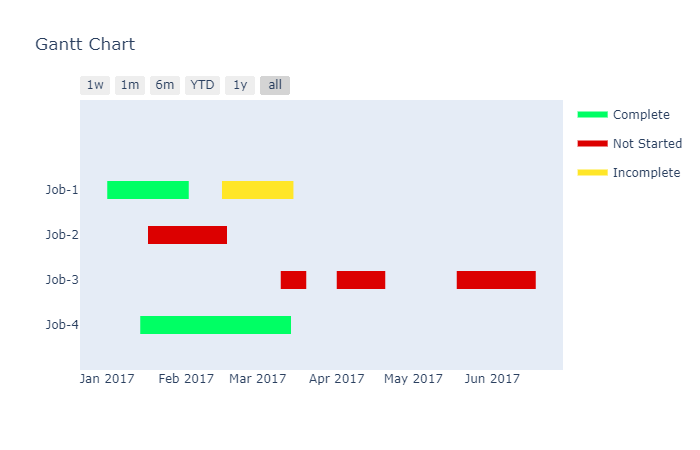 Gantt Chart
1w 1m 6m YTD 1y all
Complete
Not Started
Incomplete
Job-1
Job-2
Job-3
Job-4
Jan 2017 Feb 2017 Mar 2017 Apr 2017 May 2017 Jun 2017